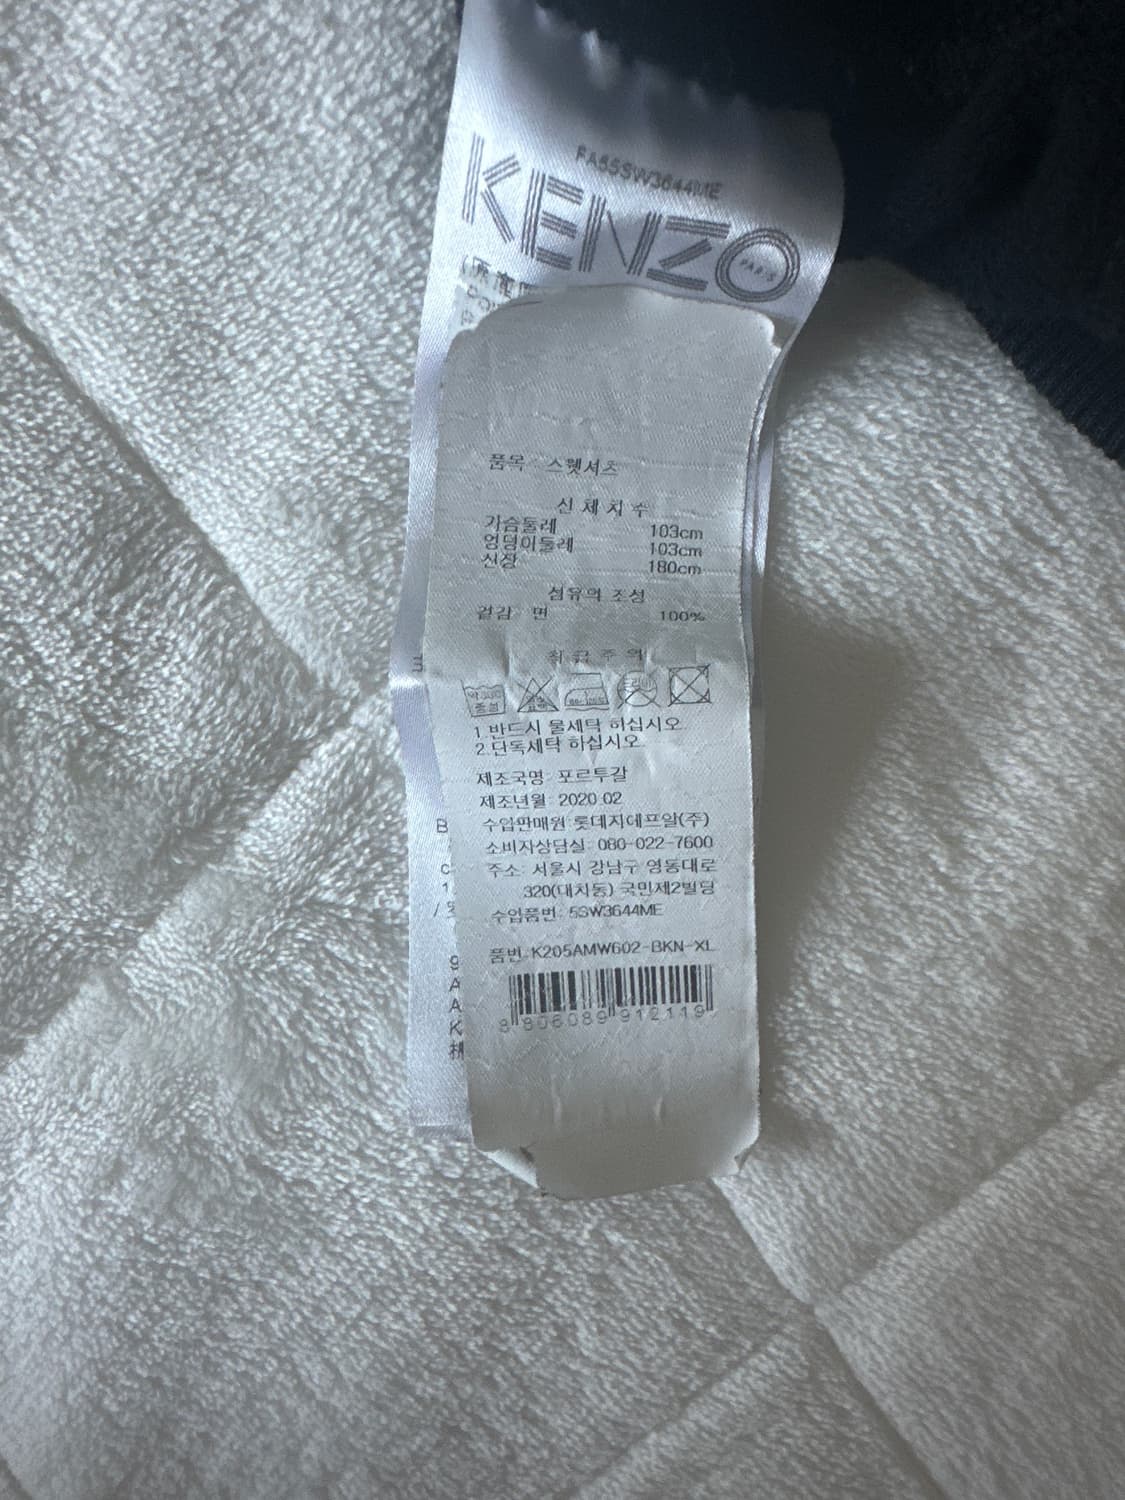 FA65SW3644ME
KENZO
PARIS
품목 스웻셔츠
신체치수
가슴둘레 103cm
엉덩이둘레 103cm
신장 180cm
섬유의 조성
겉감 면 100%
취급주의
중성
1.반드시 물세탁 하십시오.
2.단독세탁 하십시오.
제조국명: 포르투갈
제조년월: 2020.02
수입판매원:롯데지에프알(주)
소비자상담실: 080-022-7600
주소: 서울시 강남구 영동대로
320(대치동) 국민제2빌딩
수입품번: 5SW3644ME
품번:K205AMW602-BKN-XL
8 806089 912119